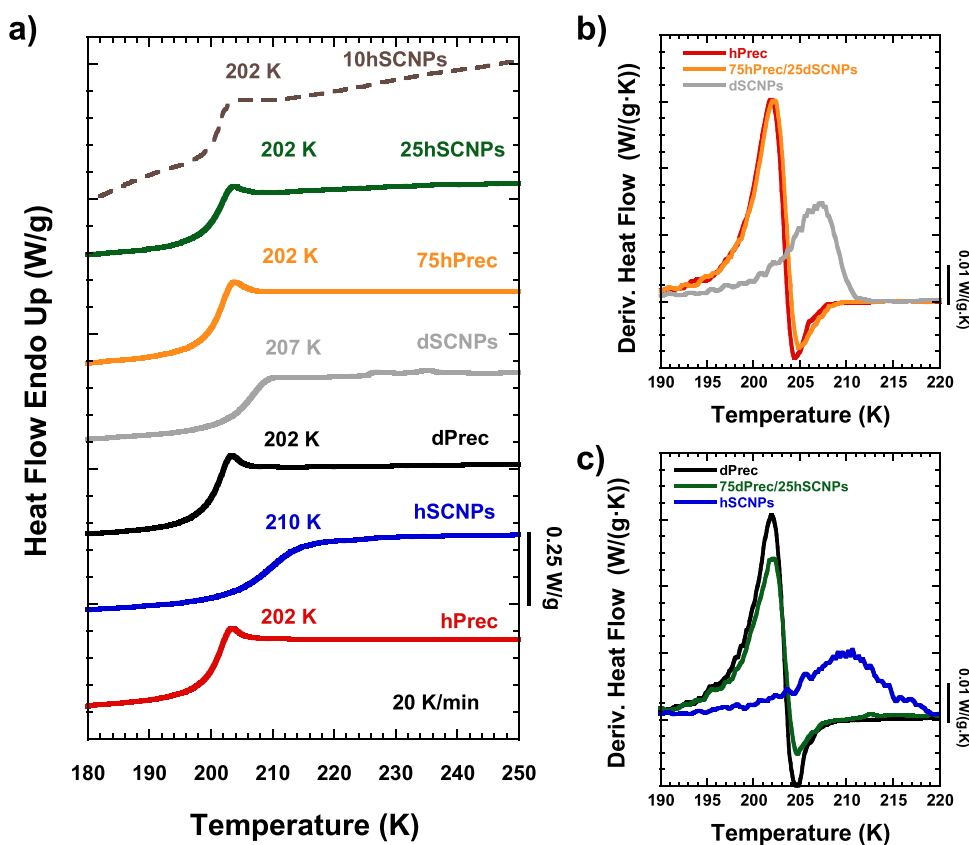 a)
Heat Flow Endo Up (W/g)
10hSCNPs
202 K
202 K
25hSCNPs
202 K
75hPrec
207 K
dSCNPs
202 K
dPrec
210 K
hSCNPs
0.25 W/g
202 K
hPrec
20 K/min
180 190 200 210 220 230 240 250
Temperature (K)
b)
Deriv. Heat Flow (W/(g·K))
hPrec
75hPrec/25dSCNPs
dSCNPs
0.01 W/(g.K)
190 195 200 205 210 215 220
Temperature (K)
c)
Deriv. Heat Flow (W/(g·K))
dPrec
75dPrec/25hSCNPs
hSCNPs
0.01 W/(g.K)
190 195 200 205 210 215 220
Temperature (K)